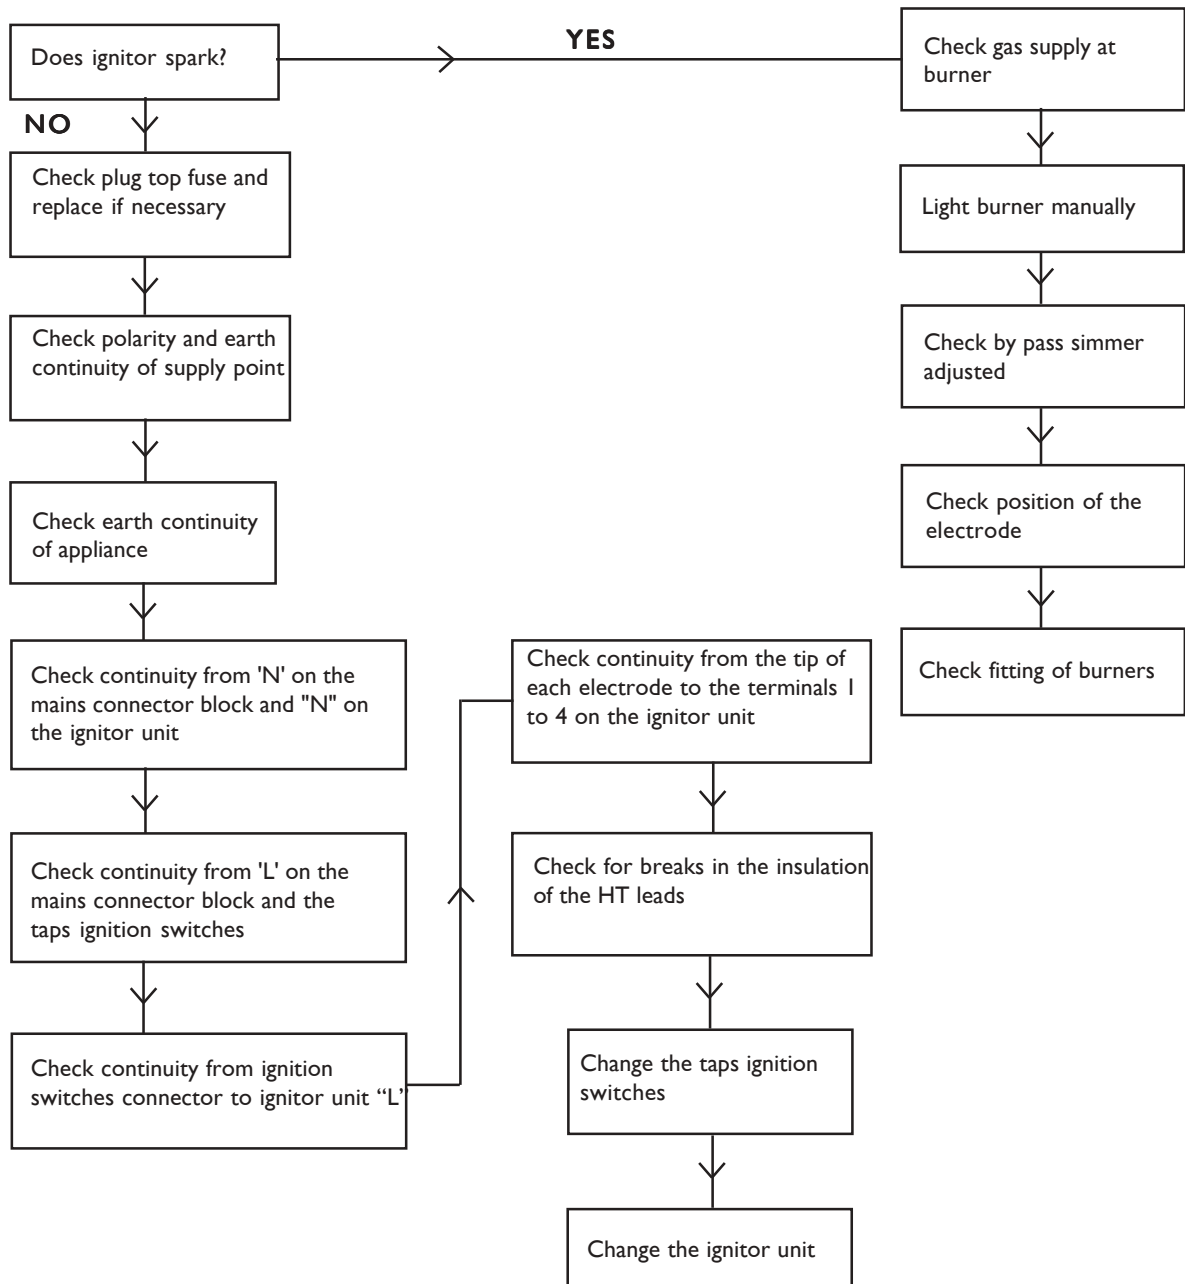 Does ignitor spark?
YES
NO
Check plug top fuse and
replace if necessary
Check polarity and earth
continuity of supply point
Check earth continuity
of appliance
Check continuity from 'N' on the
mains connector block and "N" on
the ignitor unit
Check continuity from 'L' on the
mains connector block and the
taps ignition switches
Check continuity from ignition
switches connector to ignitor unit “L”
Check continuity from the tip of
each electrode to the terminals 1
to 4 on the ignitor unit
Check for breaks in the insulation
of the HT leads
Change the taps ignition
switches
Change the ignitor unit
Check gas supply at
burner
Light burner manually
Check by pass simmer
adjusted
Check position of the
electrode
Check fitting of burners